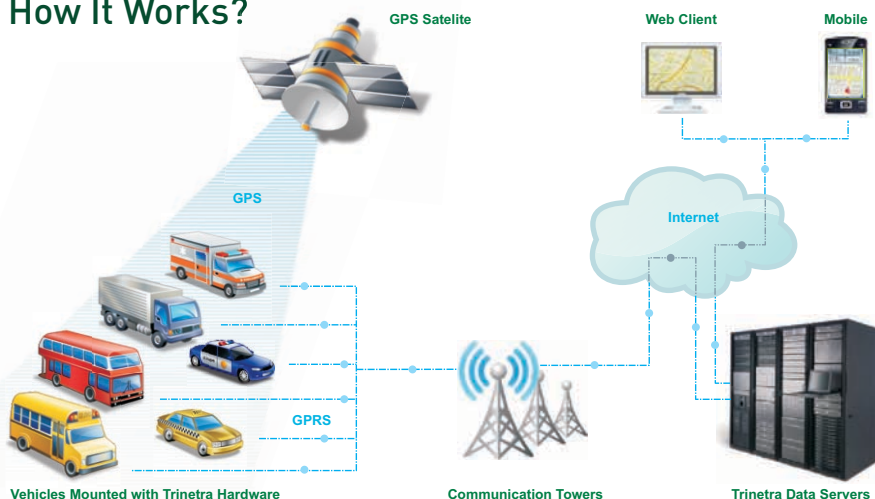 How It Works?
GPS Satelite
Web Client
Mobile
GPS
Internet
GPRS
Vehicles Mounted with Trinetra Hardware
Communication Towers
Trinetra Data Servers